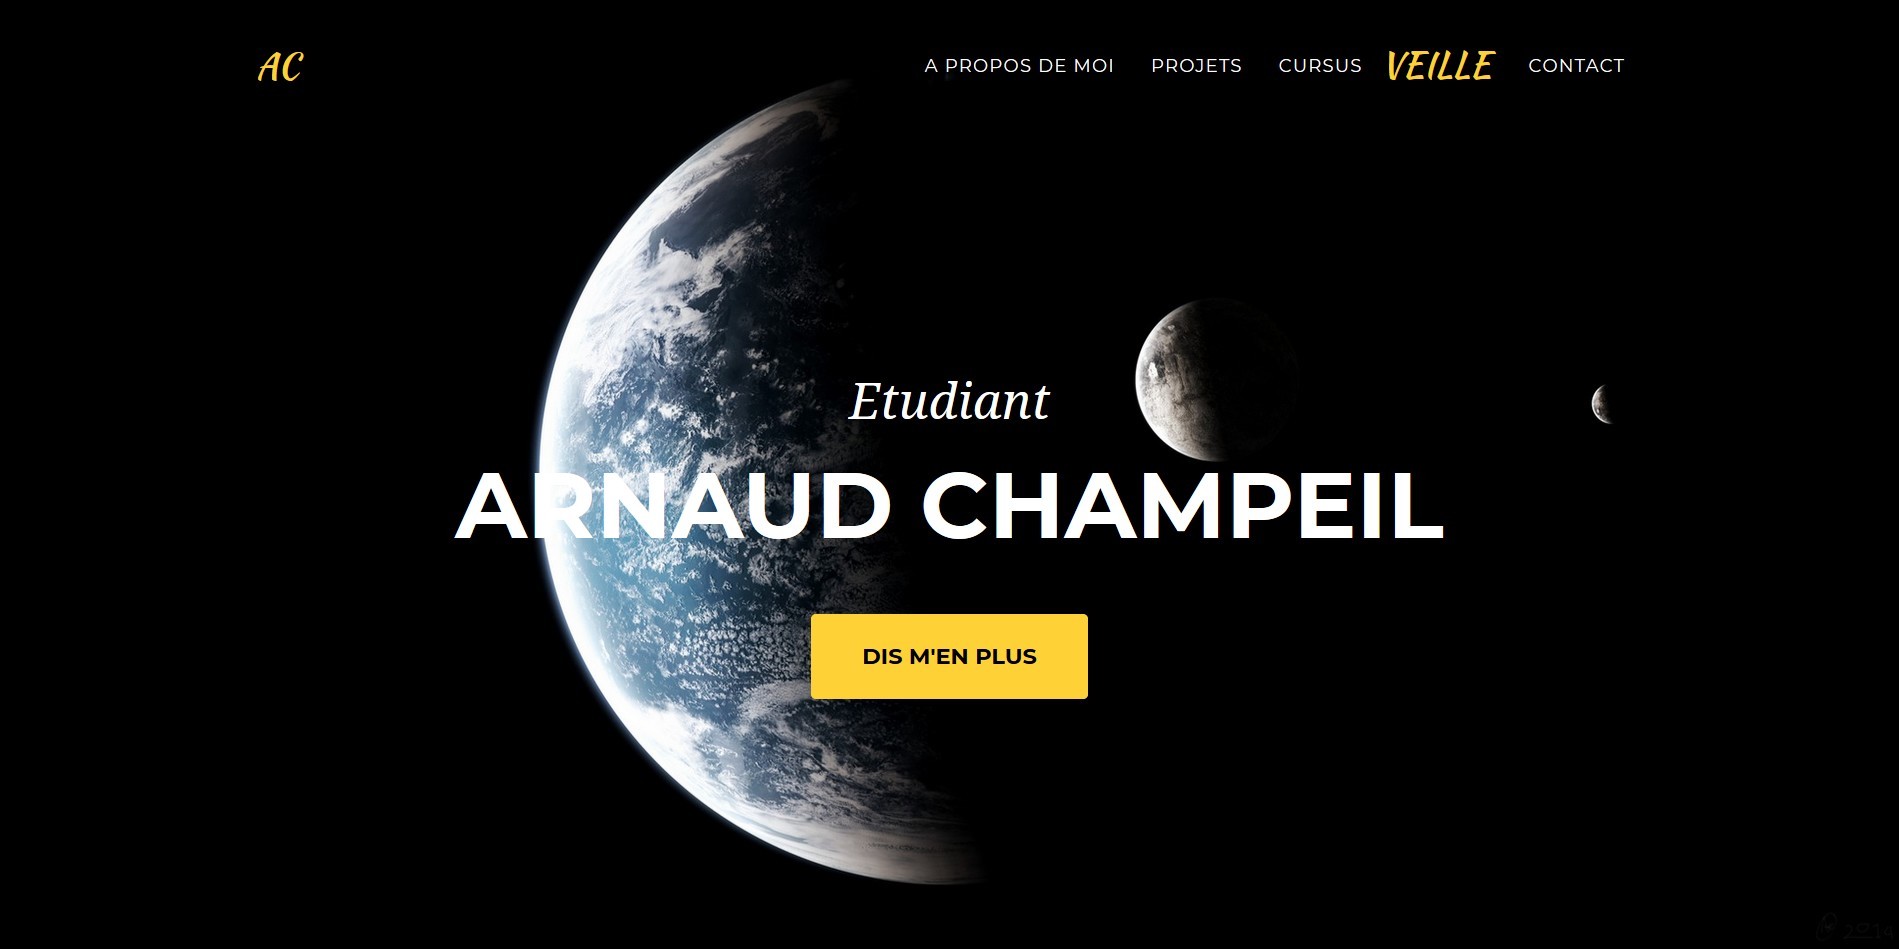 AC
A PROPOS DE MOI PROJETS CURSUS VEILLE CONTACT
Etudiant
ARNAUD CHAMPEIL
DIS M'EN PLUS